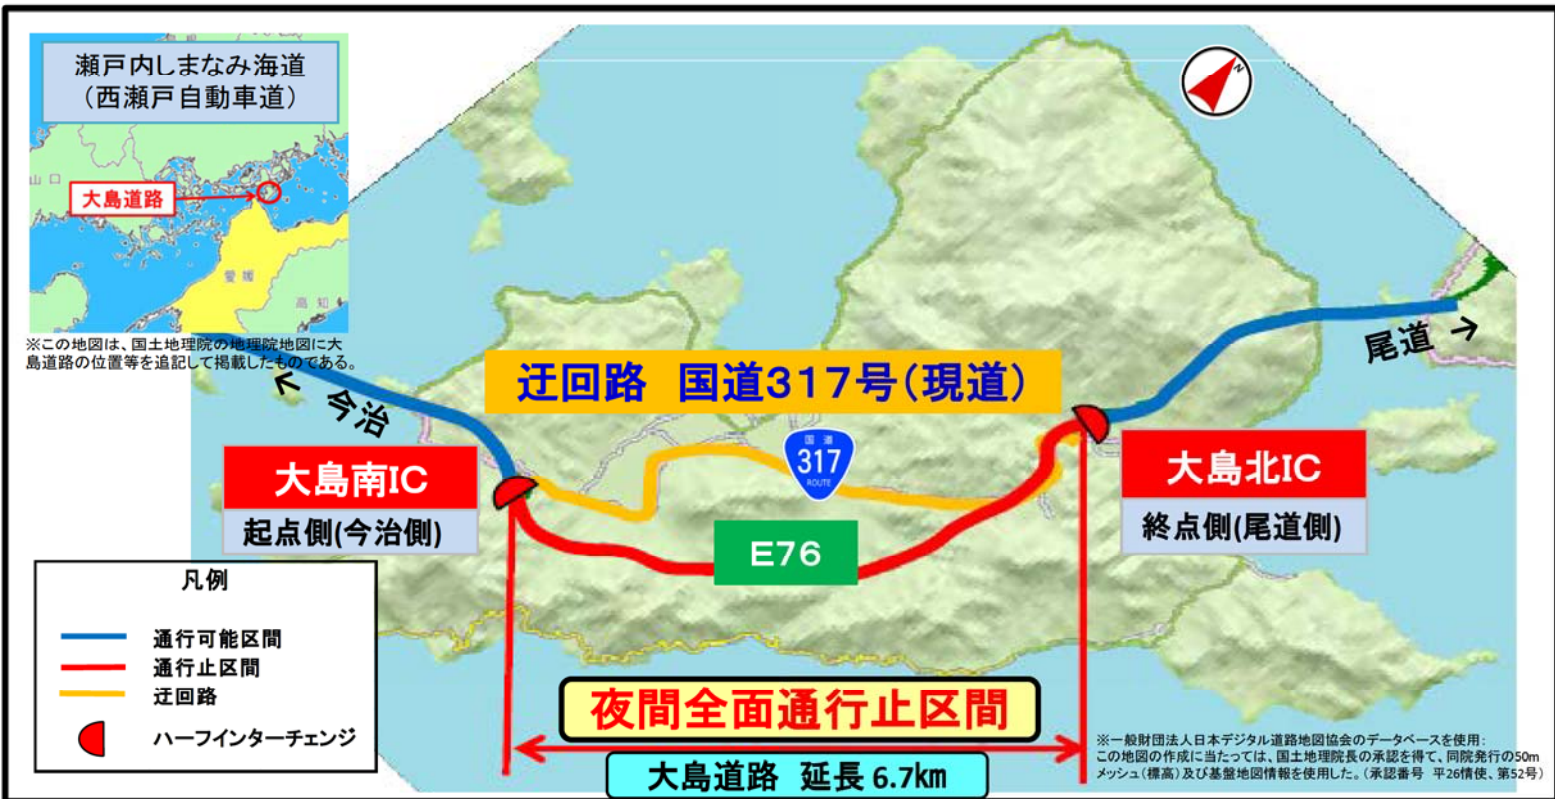 瀬戸内しまなみ海道
（西瀬戸自動車道）
山口
大島道路
愛媛
高知
※この地図は、国土地理院の地理院地図に大
島道路の位置等を追記して掲載したものである。
N
尾道 →
← 今治
迂回路　国道317号（現道）
国道
317
ROUTE
大島南IC
起点側(今治側)
大島北IC
終点側(尾道側)
E76
凡例
通行可能区間
通行止区間
迂回路
ハーフインターチェンジ
夜間全面通行止区間
大島道路 延長 6.7km
※一般財団法人日本デジタル道路地図協会のデータベースを使用：
この地図の作成に当たっては、国土地理院長の承認を得て、同院発行の50m
メッシュ（標高）及び基盤地図情報を使用した。（承認番号 平26情使、第52号）